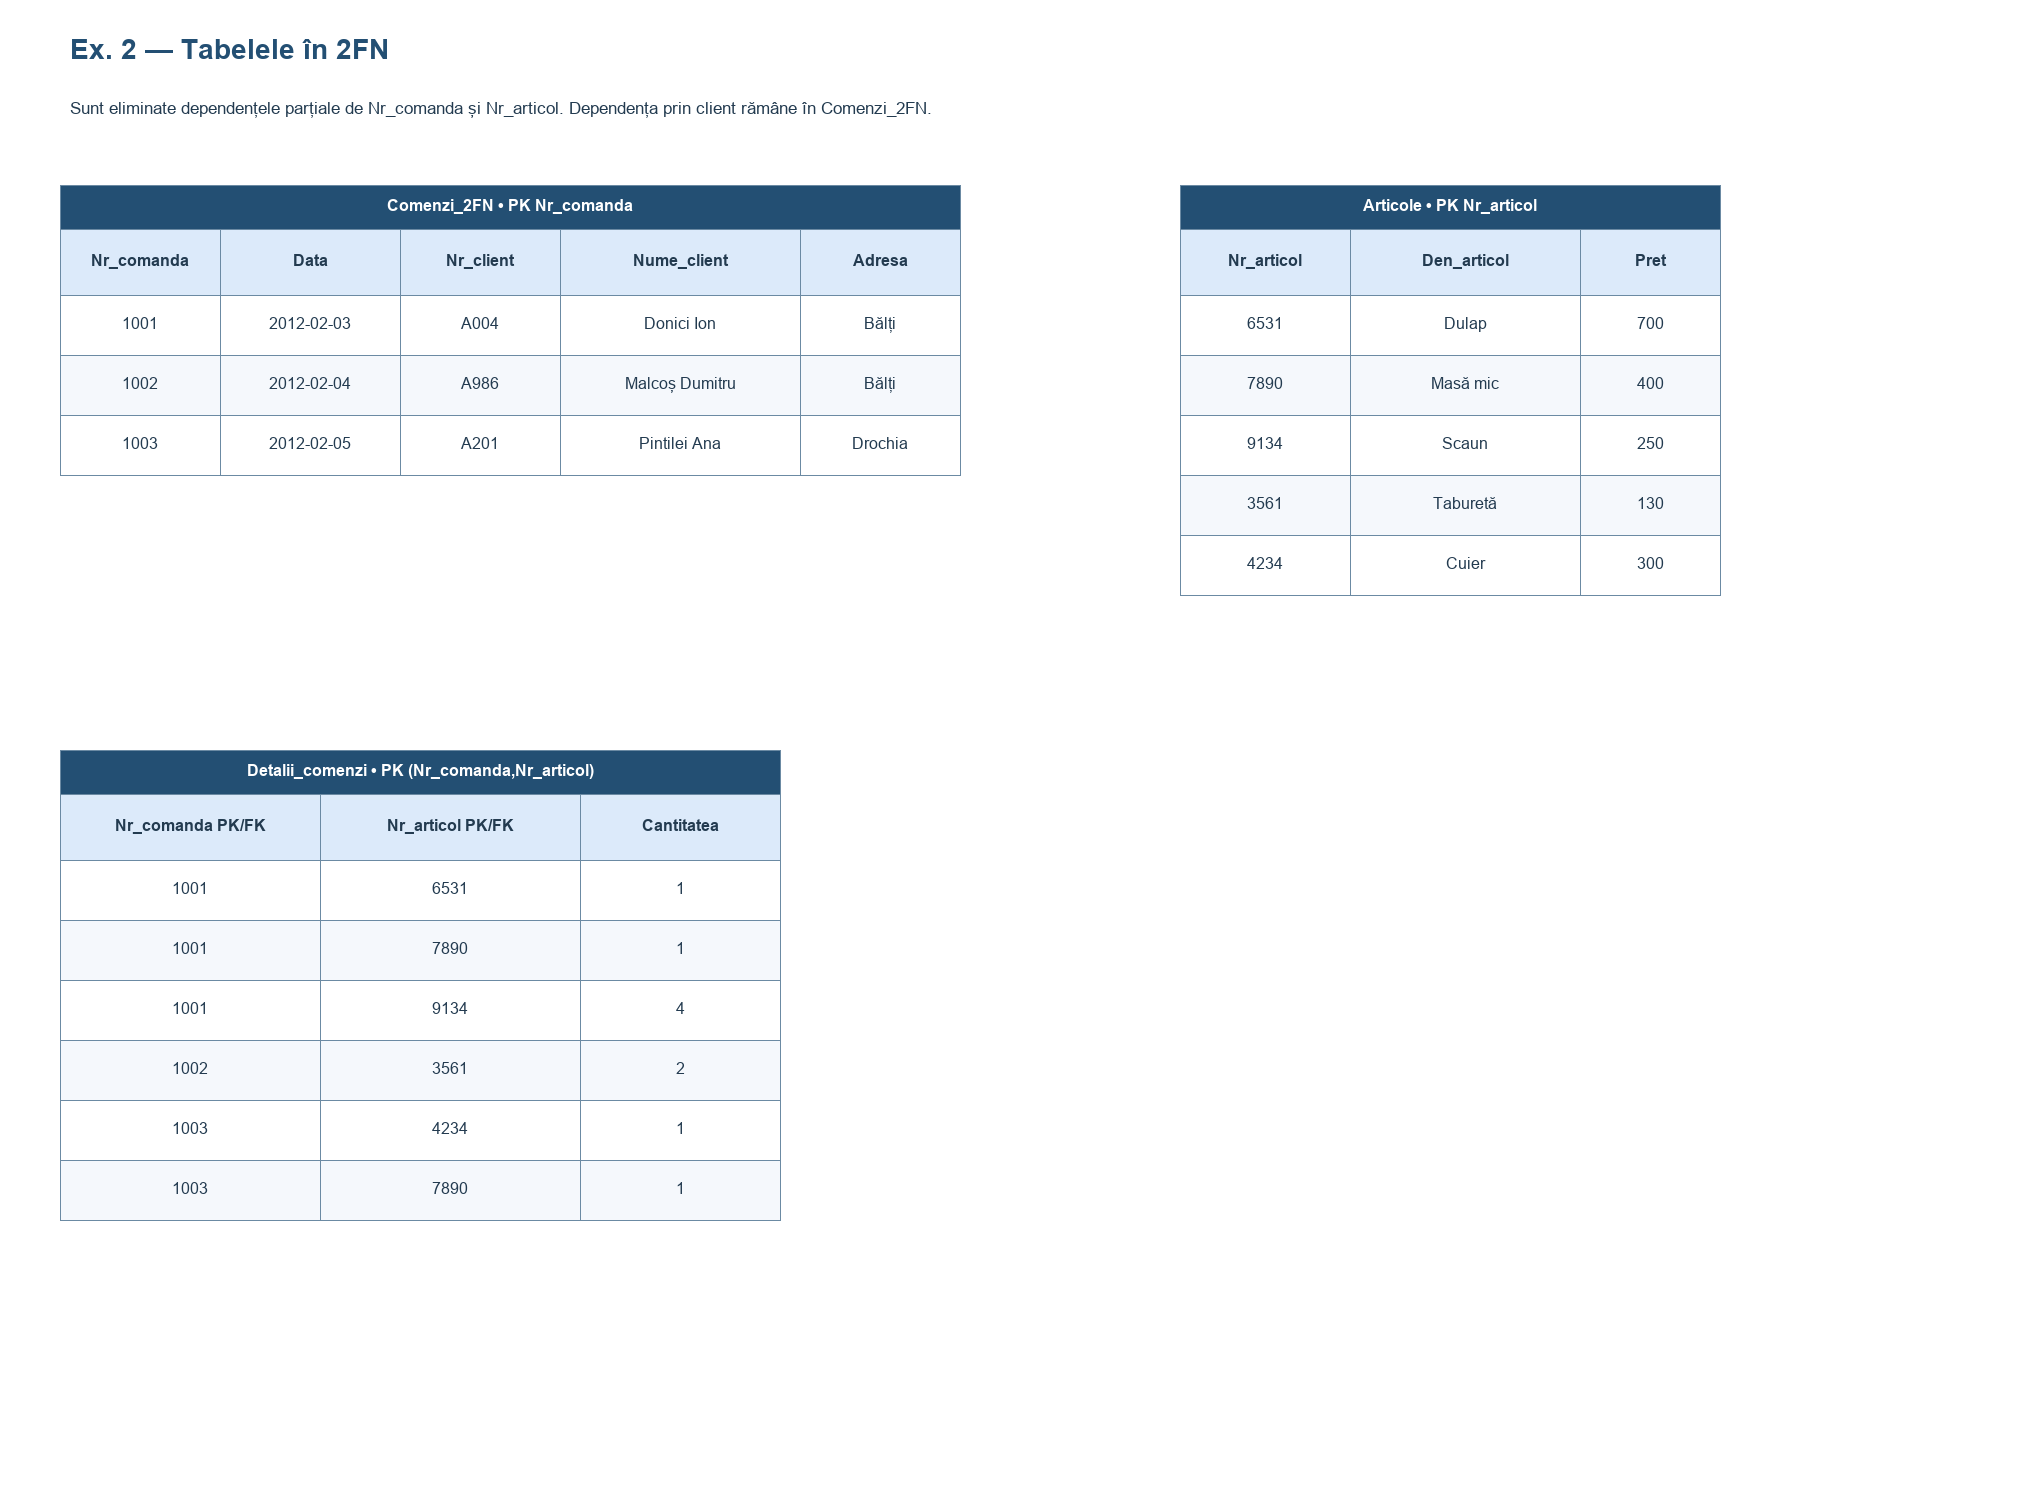 Ex. 2 — Tabelele în 2FN
Sunt eliminate dependențele parțiale de Nr_comanda și Nr_articol. Dependența prin client rămâne în Comenzi_2FN.
Comenzi_2FN • PK Nr_comanda
Nr_comanda Data Nr_client Nume_client Adresa
1001 2012-02-03 A004 Donici Ion Bălți
1002 2012-02-04 A986 Malcoș Dumitru Bălți
1003 2012-02-05 A201 Pintilei Ana Drochia
Articole • PK Nr_articol
Nr_articol Den_articol Pret
6531 Dulap 700
7890 Masă mic 400
9134 Scaun 250
3561 Taburetă 130
4234 Cuier 300
Detalii_comenzi • PK (Nr_comanda,Nr_articol)
Nr_comanda PK/FK Nr_articol PK/FK Cantitatea
1001 6531 1
1001 7890 1
1001 9134 4
1002 3561 2
1003 4234 1
1003 7890 1